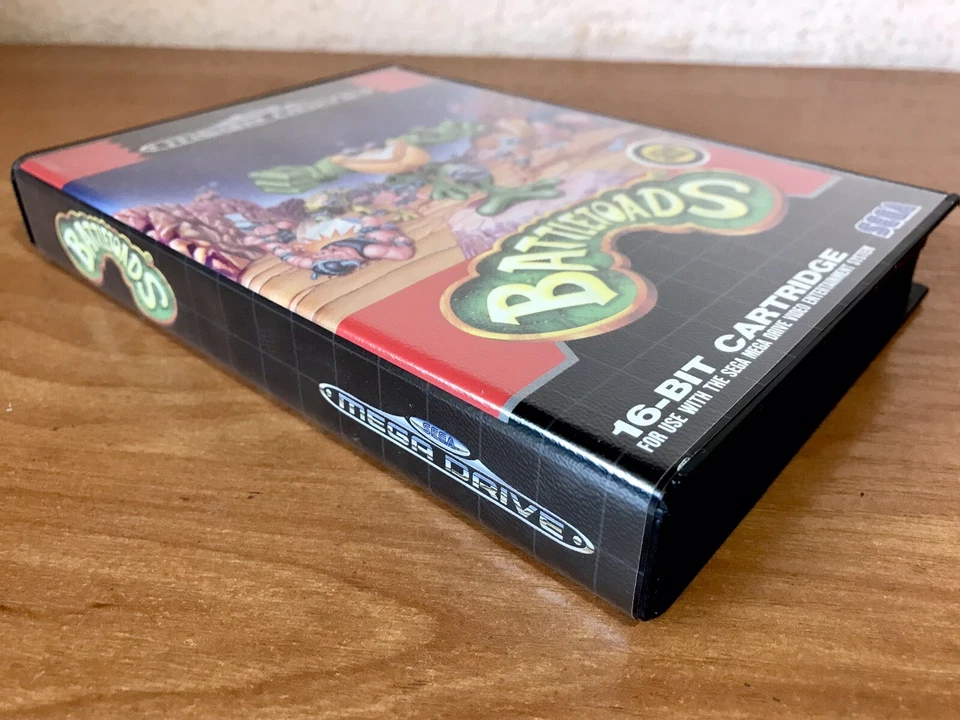 BATTLETOADS
SEGA
16-BIT CARTRIDGE
FOR USE WITH THE SEGA MEGA DRIVE VIDEO ENTERTAINMENT SYSTEM
BATTLETOADS
SEGA
MEGA DRIVE